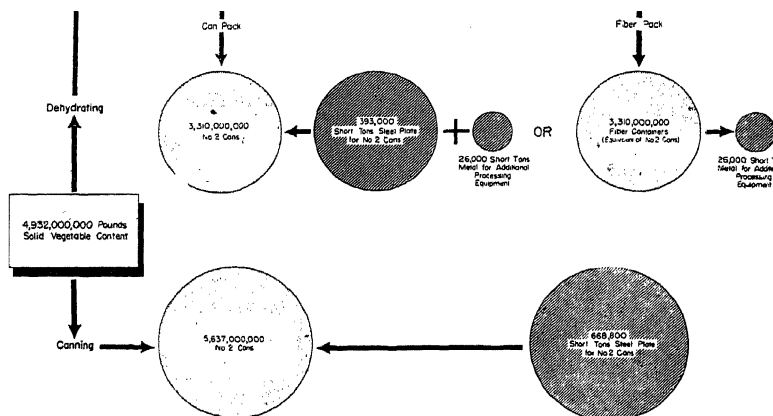 Can Pack
Fiber Pack
Dehydrating
3,310,000,000
No 2 Cans
393,000
Short Tons Steel Plate
for No 2 Cans
26,000 Short Tons
Metal for Additional
Processing
Equipment
OR
3,310,000,000
Fiber Containers
(Equivalent of No 2 Cans)
26,000 Short
Metal for
Processing
Equipment
4,932,000,000 Pounds
Solid Vegetable Content
Canning
5,637,000,000
No 2 Cans
668,800
Short Tons Steel Plate
for No 2 Cans